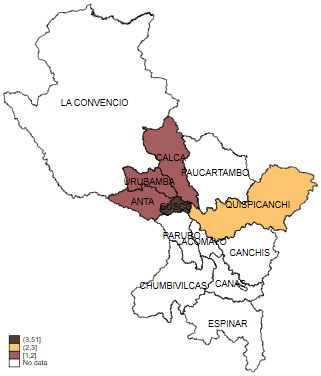 LA CONVENCIO
CALCA
PAUCARTAMBO
URUBAMBA
ANTA
CUSCO
QUISPICANCHI
PARURO
ACOMAYO
CANCHIS
CHUMBIVILCAS
CANAS
ESPINAR
(3,51]
(2,3]
[1,2]
No data